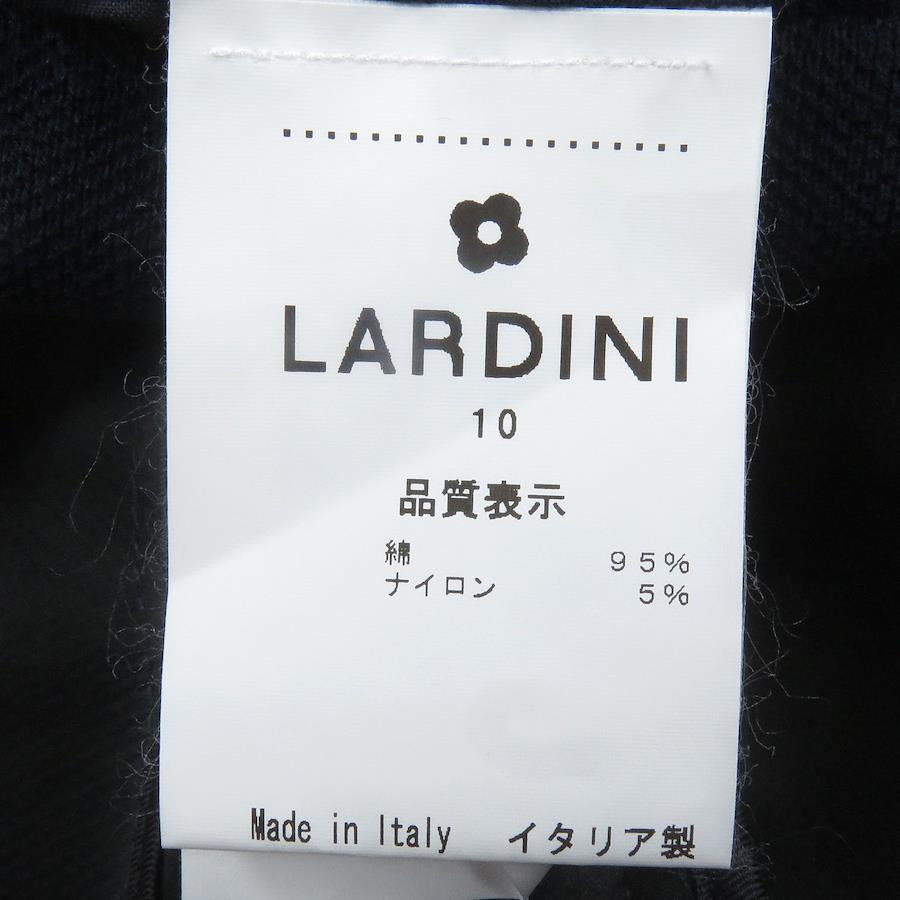 LARDINI
10
品質表示
綿 95%
ナイロン 5%
Made in Italy イタリア製